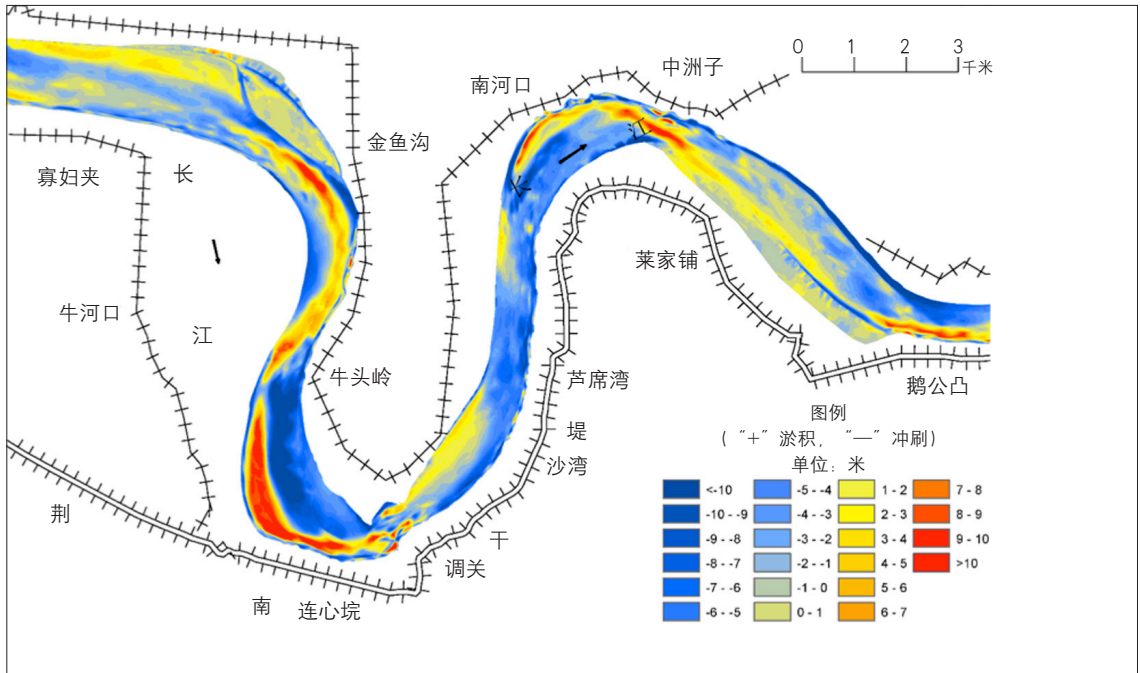 0 1 2 3
千米
中洲子
南河口
金鱼沟
江
寡妇夹
长
长
莱家铺
牛河口
江
牛头岭
芦席湾
鹅公凸
堤
沙湾
荆
干
调关
南
连心垸
图例
(“+”淤积，“—”冲刷)
单位：米
<-10 -5 - -4 1 - 2 7 - 8
-10 - -9 -4 - -3 2 - 3 8 - 9
-9 - -8 -3 - -2 3 - 4 9 - 10
-8 - -7 -2 - -1 4 - 5 >10
-7 - -6 -1 - 0 5 - 6
-6 - -5 0 - 1 6 - 7